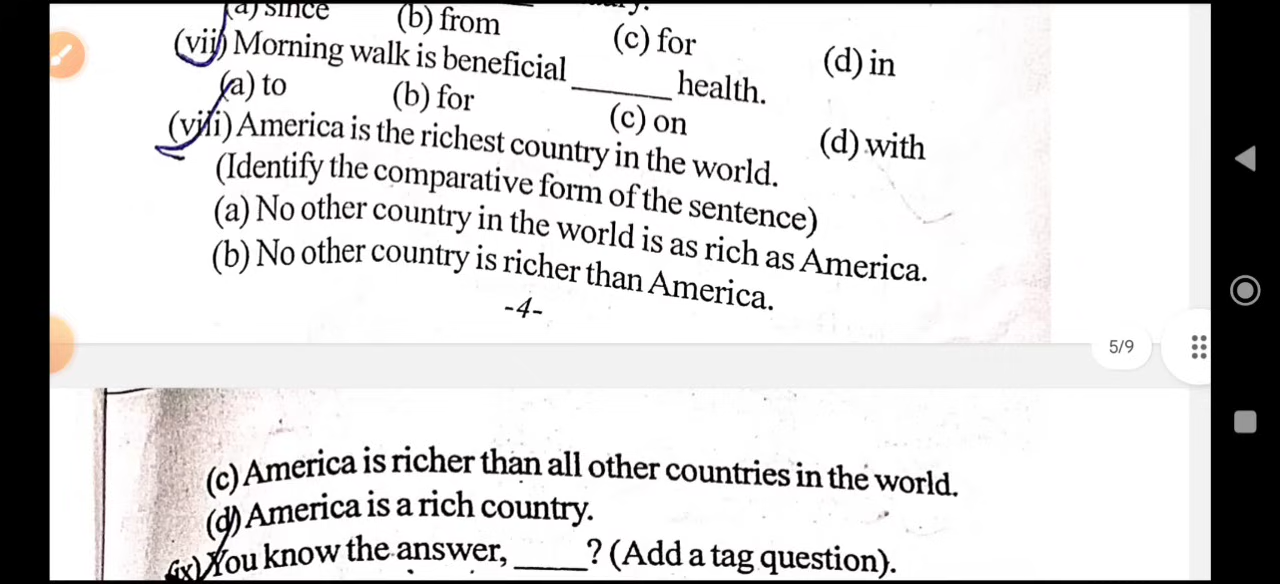 (a) since (b) from (c) for (d) in
(vii) Morning walk is beneficial ______ health.
(a) to (b) for (c) on (d) with
(viii) America is the richest country in the world.
(Identify the comparative form of the sentence)
(a) No other country in the world is as rich as America.
(b) No other country is richer than America.
-4-
5/9
(c) America is richer than all other countries in the world.
(d) America is a rich country.
(ix) You know the answer, _____? (Add a tag question).